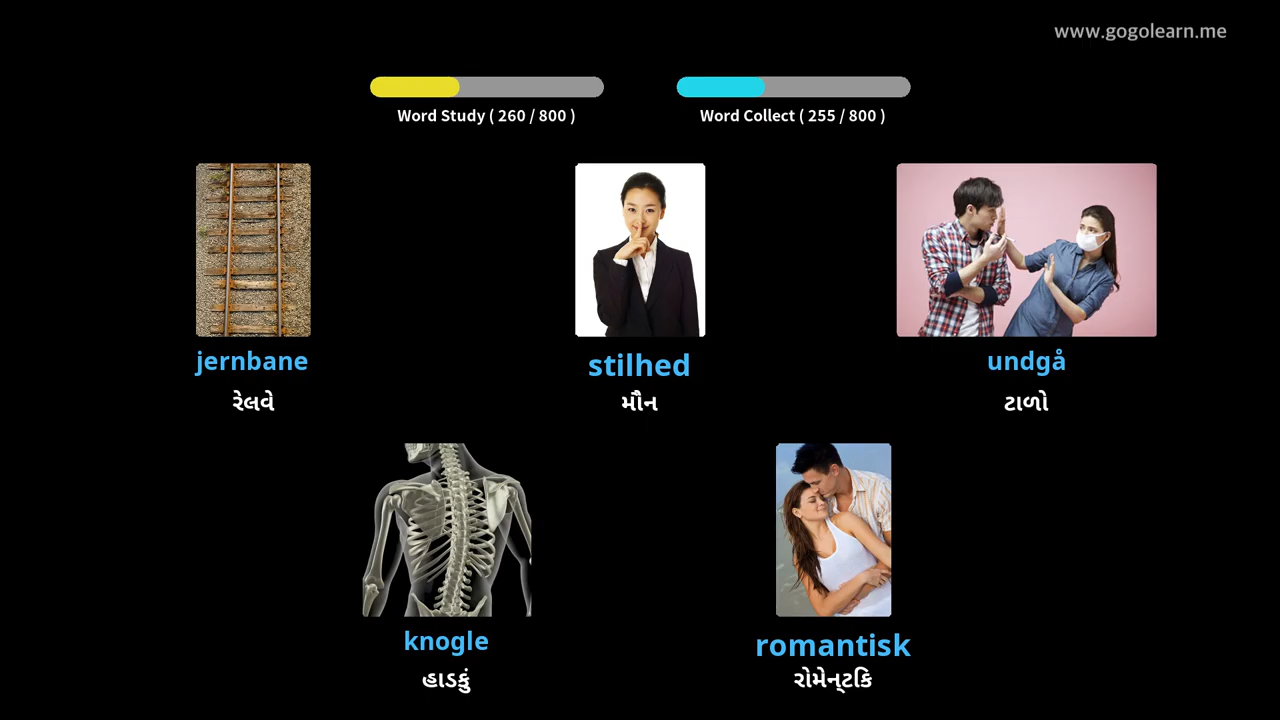 www.gogolearn.me
Word Study ( 260 / 800 )
Word Collect ( 255 / 800 )
jernbane
stilhed
undgå
રેલવે
મૌન
ટાળો
knogle
romantisk
હાડકું
રોમેન્ટિક